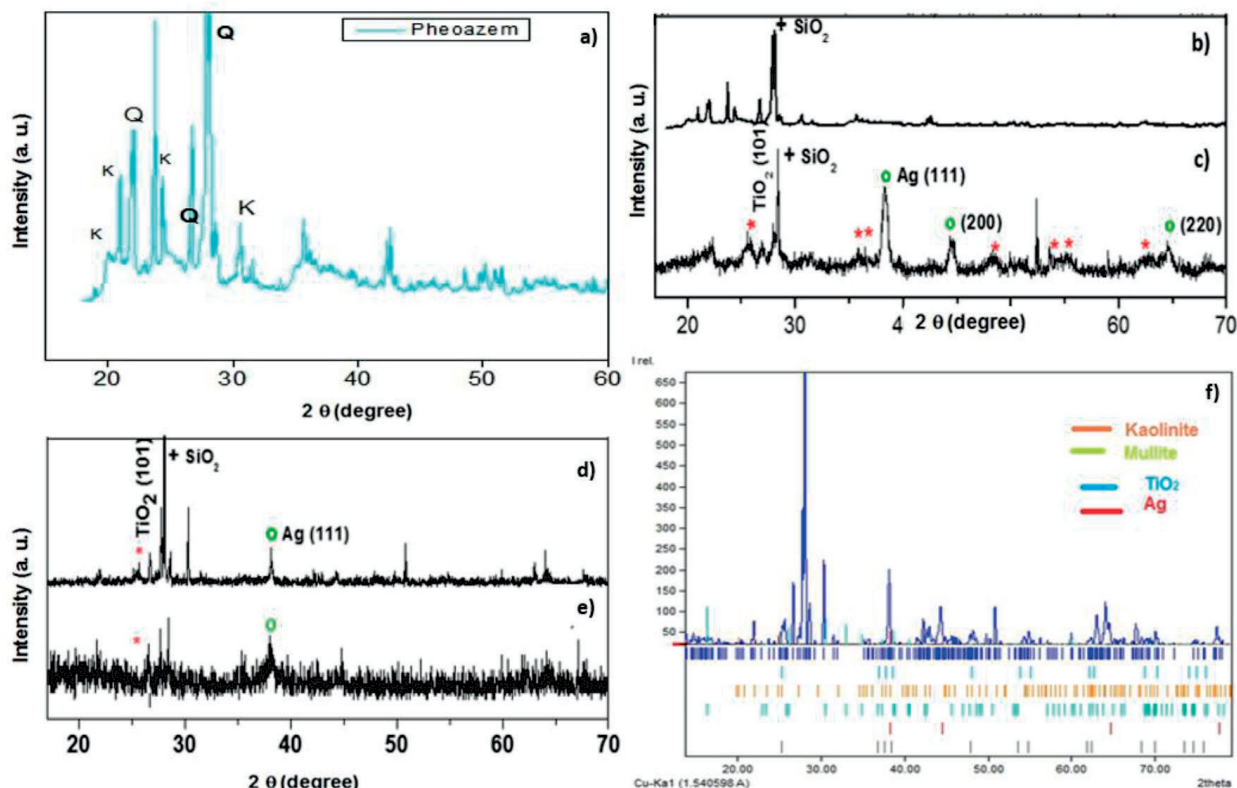 Pheoazem
a)
Q
Q
K
K
K
Q
K
Intensity (a. u.)
20 30 40 50 60
2 θ (degree)
b)
+ SiO₂
c)
TiO₂ (101)
+ SiO₂
Ag (111)
(200)
(220)
* ** * * * *
Intensity (a. u.)
20 30 4 50 60 70
2 θ (degree)
d)
TiO₂ (101)
+ SiO₂
*
Ag (111)
e)
*
Intensity (a. u.)
20 30 40 50 60 70
2 θ (degree)
I rel.
f)
650
600
550
500
450
400
350
300
250
200
150
100
50
Kaolinite
Mullite
TiO₂
Ag
20.00 30.00 40.00 50.00 60.00 70.00
Cu-Ka1 (1.540598 A) 2theta